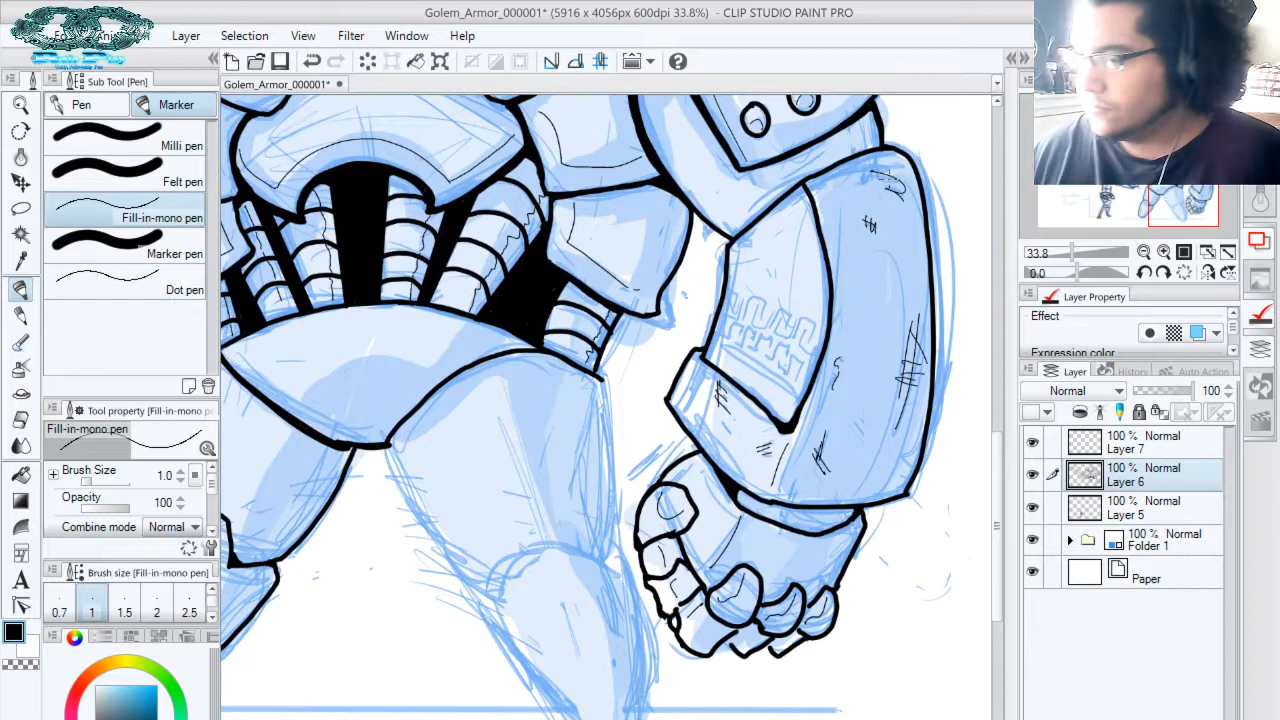 Golem_Armor_000001* (5916 x 4056px 600dpi 33.8%) - CLIP STUDIO PAINT PRO
Layer Selection View Filter Window Help
Golem_Armor_000001*
Sub Tool [Pen]
Pen Marker
Milli pen
Felt pen
Fill-in-mono pen
Marker pen
Dot pen
Tool property [Fill-in-mono pe
Fill-in-mono pen
Brush Size 1.0
Opacity 100
Combine mode Normal
Brush size [Fill-in-mono pen]
0.7 1 1.5 2 2.5
33.8
0.0
Layer Property
Effect
Expression color
Layer History Auto Action
Normal 100
100 % Normal
Layer 7
100 % Normal
Layer 6
100 % Normal
Layer 5
100 % Normal
Folder 1
Paper